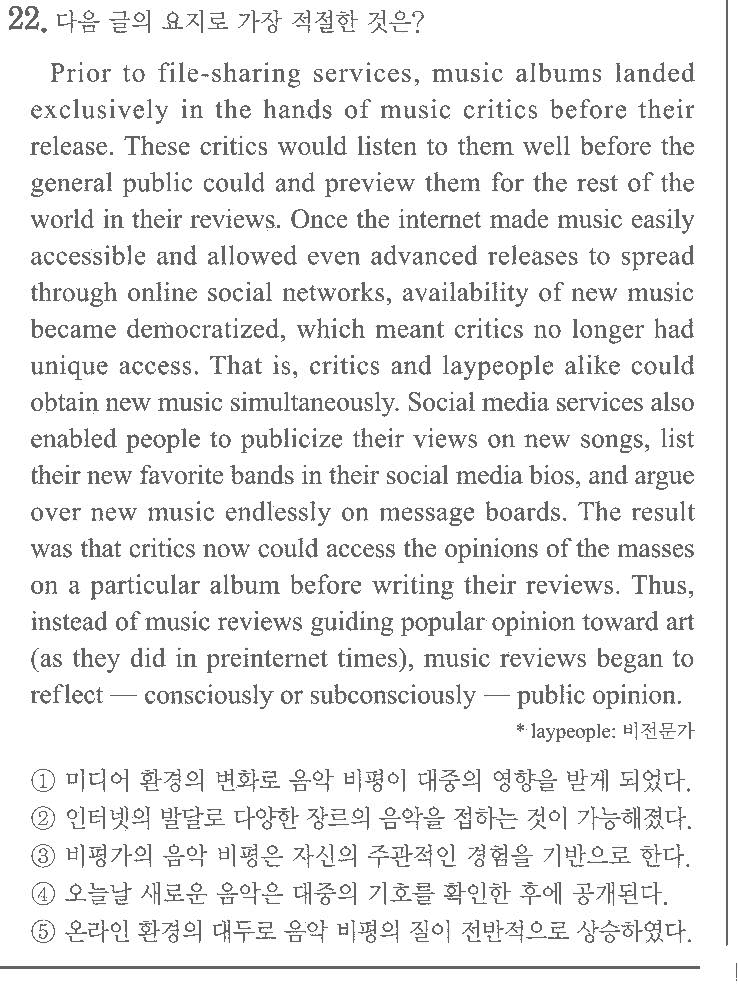 22. 다음 글의 요지로 가장 적절한 것은?
Prior to file-sharing services, music albums landed
exclusively in the hands of music critics before their
release. These critics would listen to them well before the
general public could and preview them for the rest of the
world in their reviews. Once the internet made music easily
accessible and allowed even advanced releases to spread
through online social networks, availability of new music
became democratized, which meant critics no longer had
unique access. That is, critics and laypeople alike could
obtain new music simultaneously. Social media services also
enabled people to publicize their views on new songs, list
their new favorite bands in their social media bios, and argue
over new music endlessly on message boards. The result
was that critics now could access the opinions of the masses
on a particular album before writing their reviews. Thus,
instead of music reviews guiding popular opinion toward art
(as they did in preinternet times), music reviews began to
reflect — consciously or subconsciously — public opinion.
* laypeople: 비전문가
① 미디어 환경의 변화로 음악 비평이 대중의 영향을 받게 되었다.
② 인터넷의 발달로 다양한 장르의 음악을 접하는 것이 가능해졌다.
③ 비평가의 음악 비평은 자신의 주관적인 경험을 기반으로 한다.
④ 오늘날 새로운 음악은 대중의 기호를 확인한 후에 공개된다.
⑤ 온라인 환경의 대두로 음악 비평의 질이 전반적으로 상승하였다.